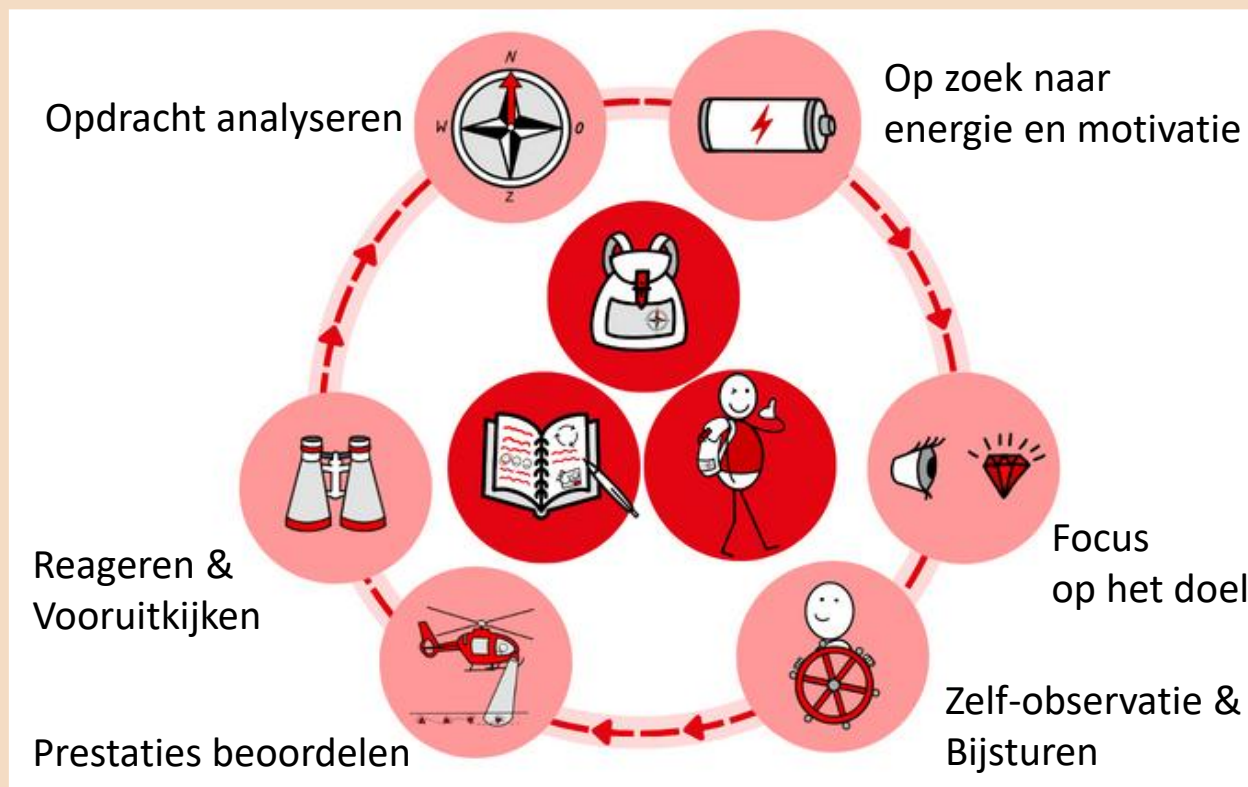 Opdracht analyseren
N
W
O
Z
Op zoek naar
energie en motivatie
Focus
op het doel
Zelf-observatie &
Bijsturen
Prestaties beoordelen
Reageren &
Vooruitkijken